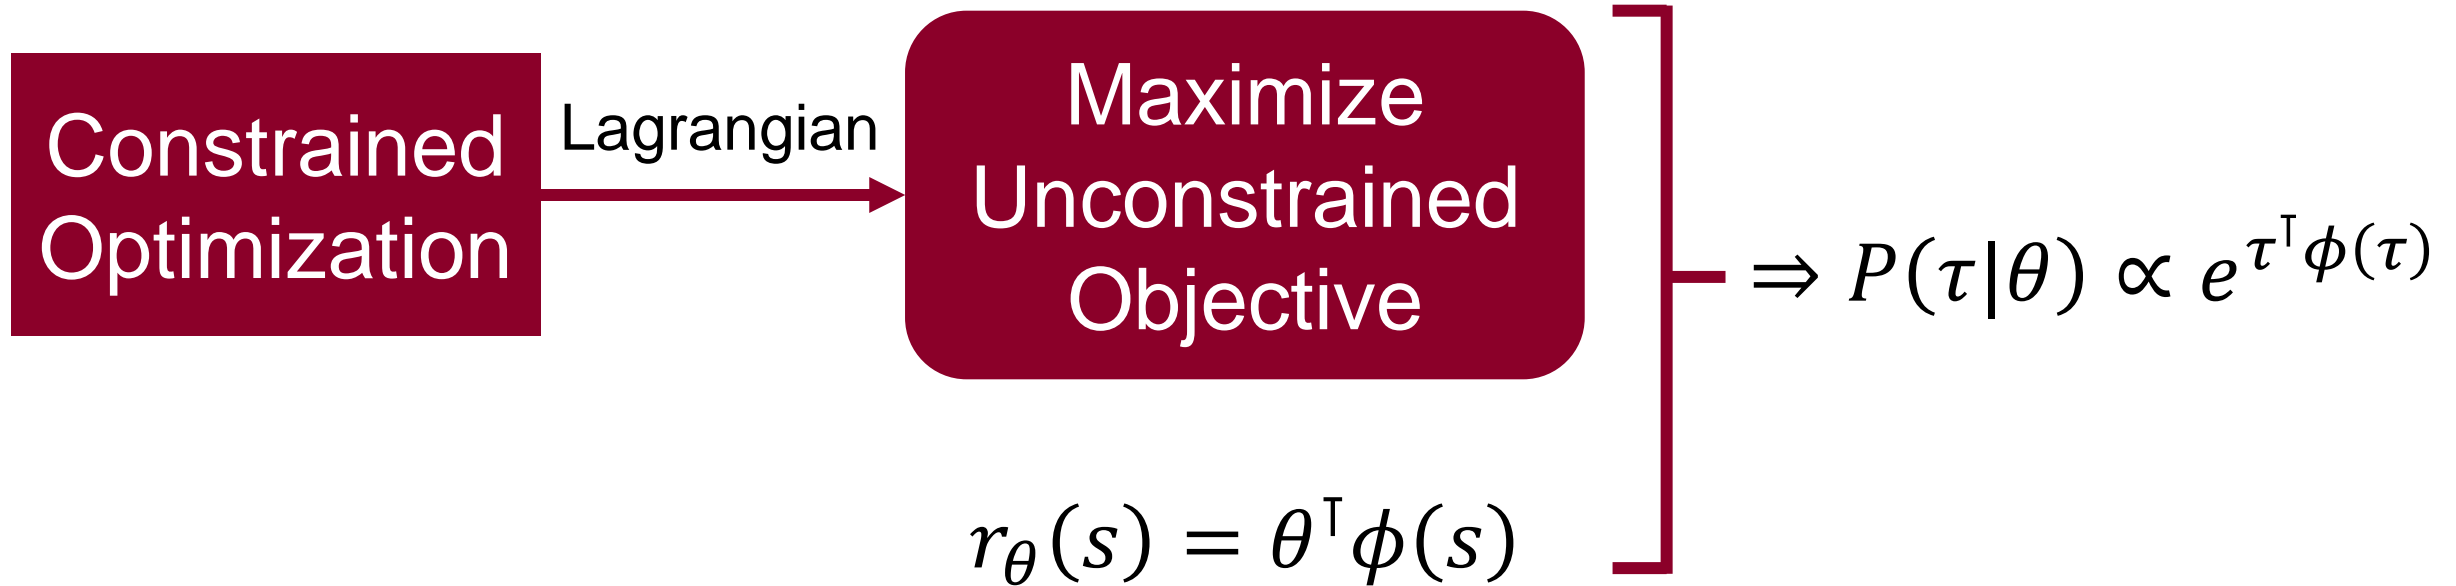 Constrained
Optimization
Lagrangian
Maximize
Unconstrained
Objective
⇒ 𝑃(𝜏|𝜃) ∝ 𝑒^{𝜏^⊺𝜙(𝜏)}
𝑟_𝜃(𝑠) = 𝜃^⊺𝜙(𝑠)